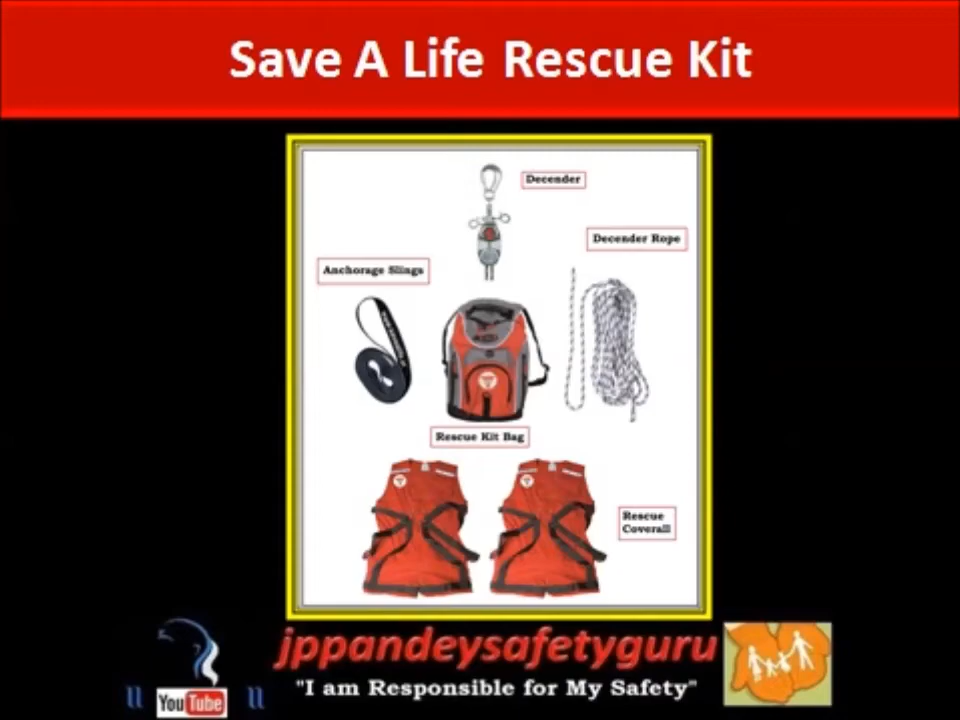 Save A Life Rescue Kit
Decender
Decender Rope
Anchorage Slings
Rescue Kit Bag
Rescue
Coverall
jppandeysafetyguru
"I am Responsible for My Safety"
YouTube